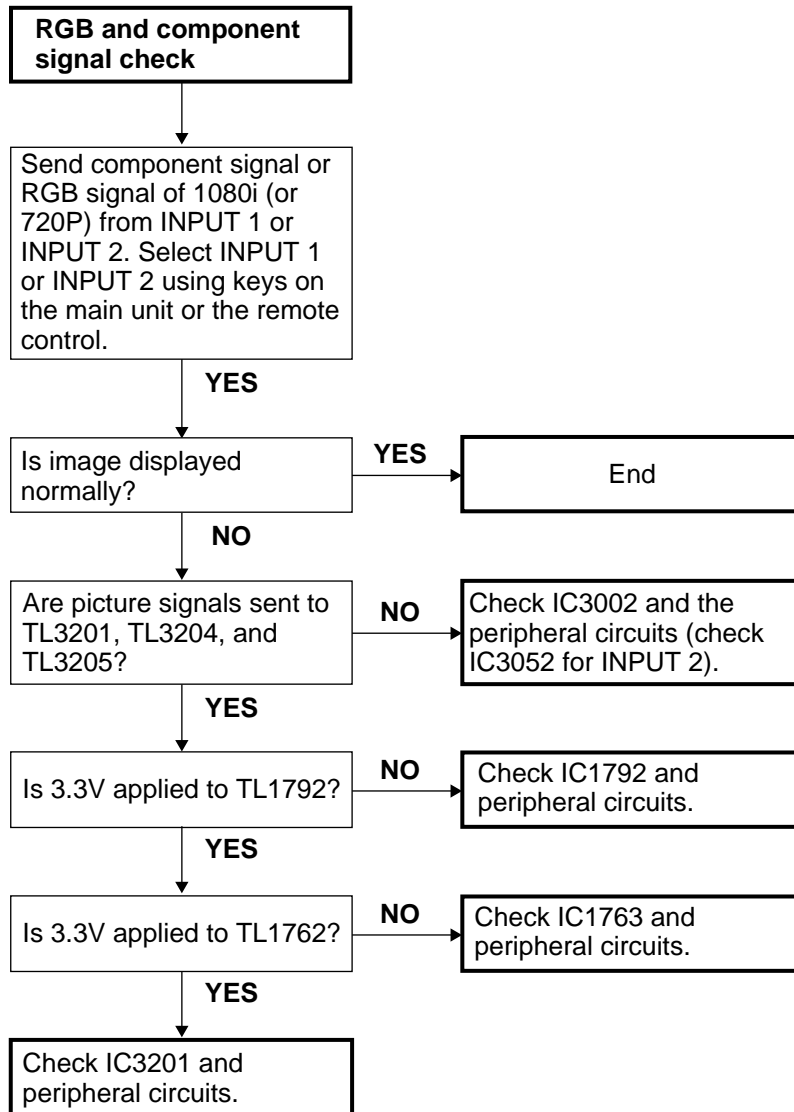 RGB and component
signal check
Send component signal or
RGB signal of 1080i (or
720P) from INPUT 1 or
INPUT 2. Select INPUT 1
or INPUT 2 using keys on
the main unit or the remote
control.
YES
Is image displayed
normally?
YES
End
NO
Are picture signals sent to
TL3201, TL3204, and
TL3205?
NO
Check IC3002 and the
peripheral circuits (check
IC3052 for INPUT 2).
YES
Is 3.3V applied to TL1792?
NO
Check IC1792 and
peripheral circuits.
YES
Is 3.3V applied to TL1762?
NO
Check IC1763 and
peripheral circuits.
YES
Check IC3201 and
peripheral circuits.